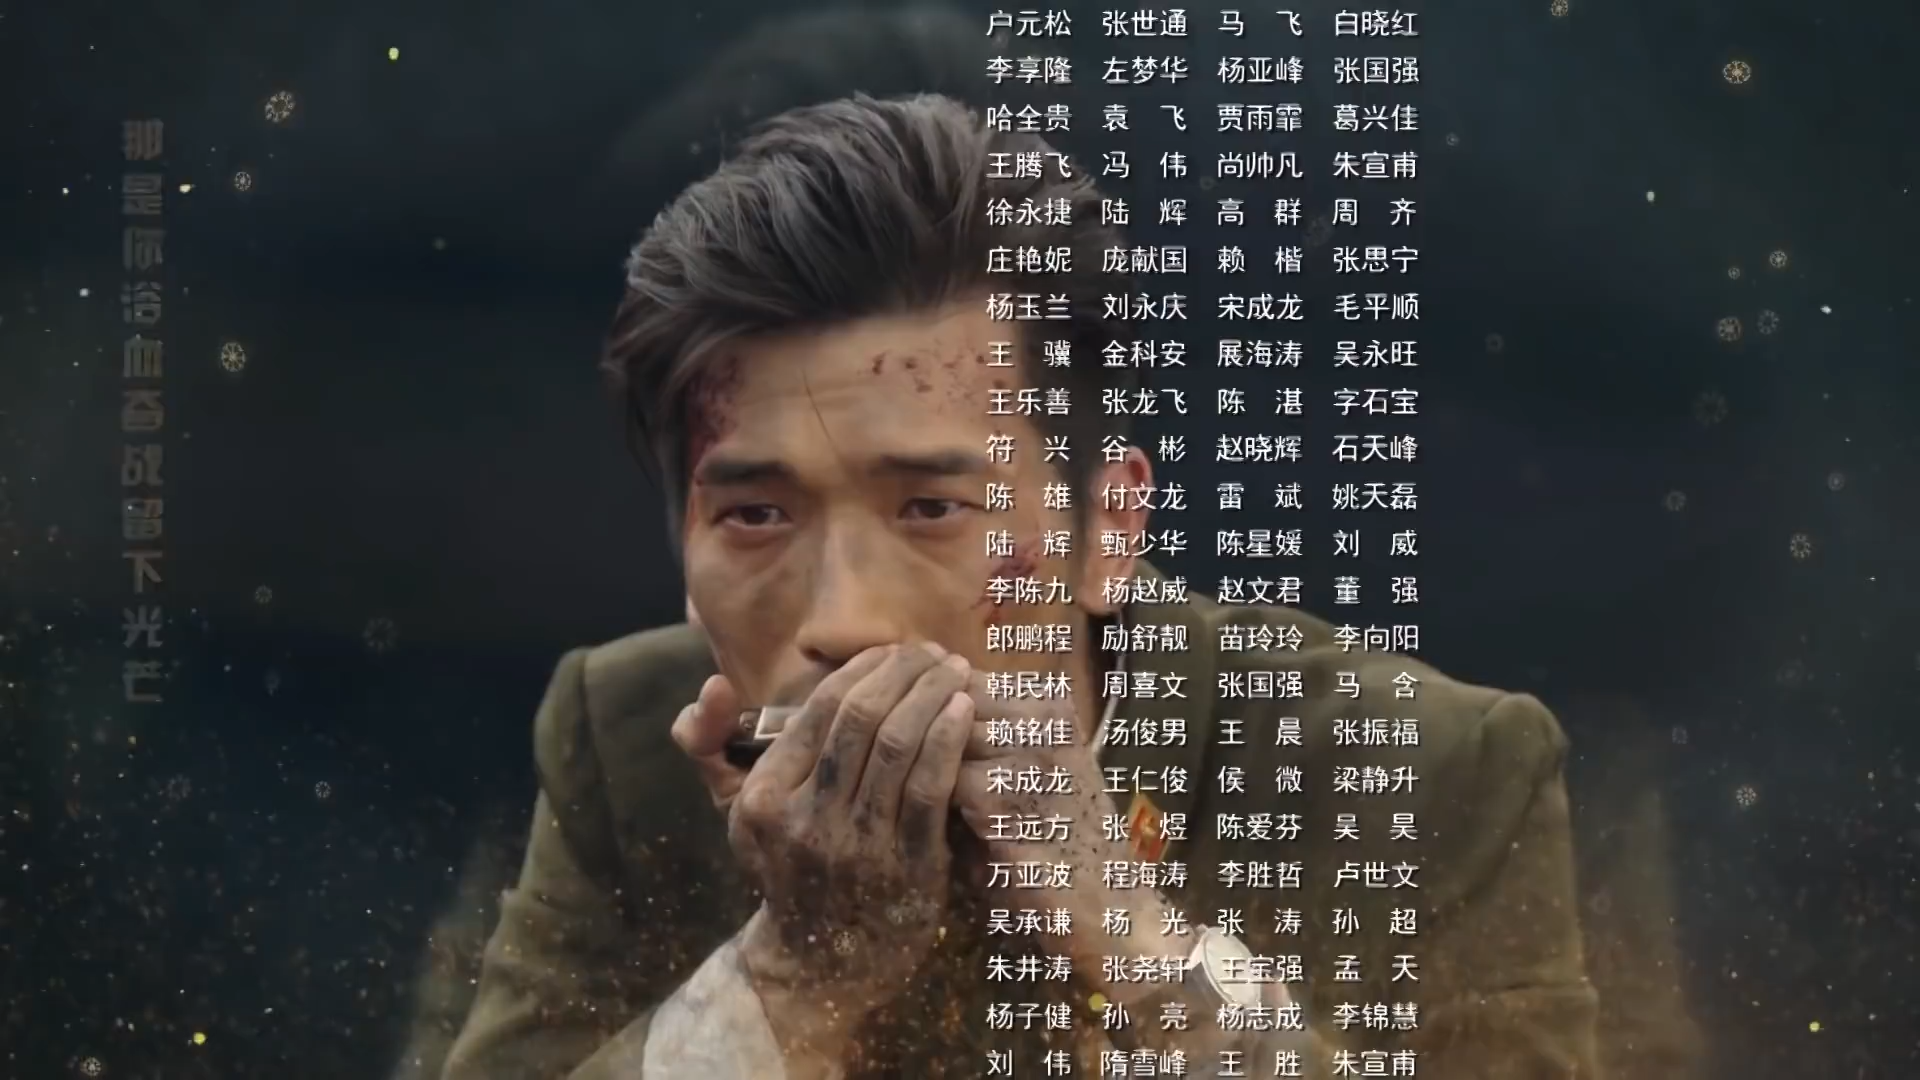 那是你浴血奋战留下光芒
户元松 张世通 马飞 白晓红
李享隆 左梦华 杨亚峰 张国强
哈全贵 袁飞 贾雨霏 葛兴佳
王腾飞 冯伟 尚帅凡 朱宣甫
徐永捷 陆辉 高群 周齐
庄艳妮 庞献国 赖楷 张思宁
杨玉兰 刘永庆 宋成龙 毛平顺
王骥 金科安 展海涛 吴永旺
王乐善 张龙飞 陈湛 字石宝
符兴 谷彬 赵晓辉 石天峰
陈雄 付文龙 雷斌 姚天磊
陆辉 甄少华 陈星媛 刘威
李陈九 杨赵威 赵文君 董强
郎鹏程 励舒靓 苗玲玲 李向阳
韩民林 周喜文 张国强 马含
赖铭佳 汤俊男 王晨 张振福
宋成龙 王仁俊 侯微 梁静升
王远方 张煜 陈爱芬 吴昊
万亚波 程海涛 李胜哲 卢世文
吴承谦 杨光 张涛 孙超
朱井涛 张尧轩 王宝强 孟天
杨子健 孙亮 杨志成 李锦慧
刘伟 隋雪峰 王胜 朱宣甫